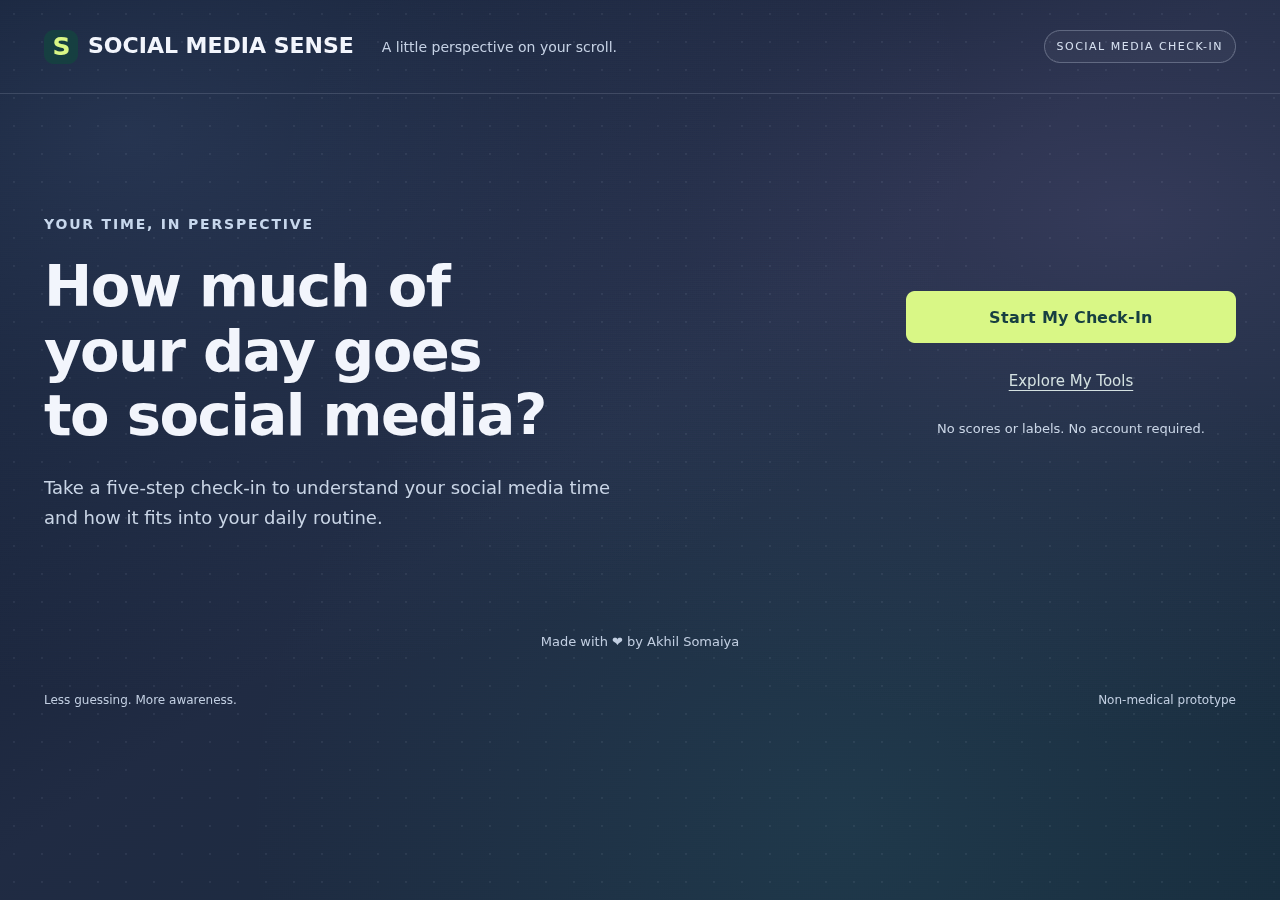 S SOCIAL MEDIA SENSE A little perspective on your scroll. SOCIAL MEDIA CHECK-IN
YOUR TIME, IN PERSPECTIVE
How much of
your day goes
to social media?
Take a five-step check-in to understand your social media time
and how it fits into your daily routine.
Start My Check-In
Explore My Tools
No scores or labels. No account required.
Made with ❤ by Akhil Somaiya
Less guessing. More awareness.
Non-medical prototype